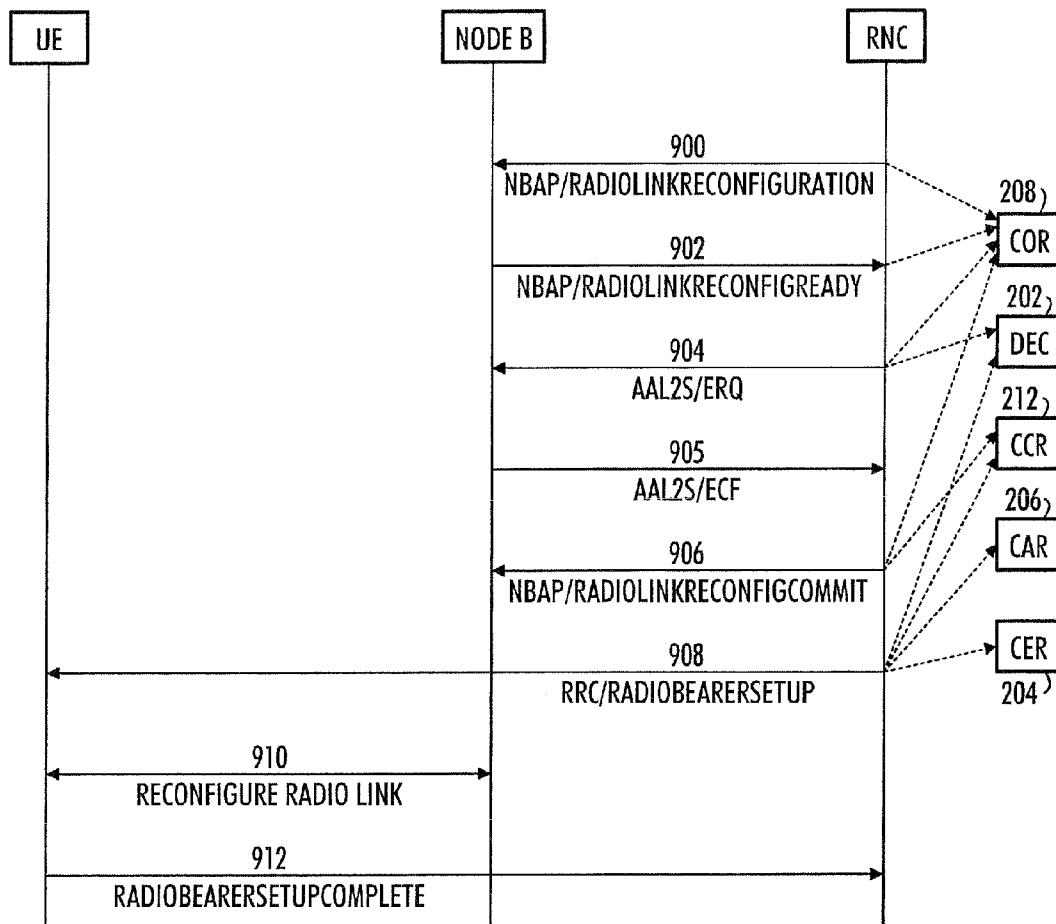 UE
NODE B
RNC
900
NBAP/RADIOLINKRECONFIGURATION
208
COR
902
NBAP/RADIOLINKRECONFIGREADY
202
DEC
904
AAL2S/ERQ
212
CCR
905
AAL2S/ECF
206
CAR
906
NBAP/RADIOLINKRECONFIGCOMMIT
908
RRC/RADIOBEARERSETUP
CER
204
910
RECONFIGURE RADIO LINK
912
RADIOBEARERSETUPCOMPLETE